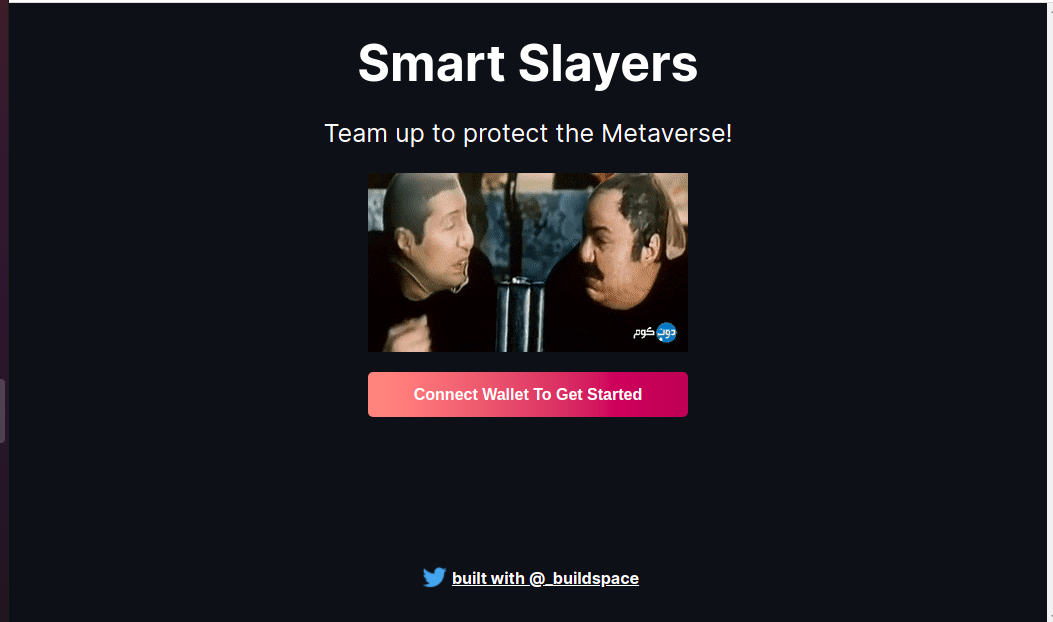 Smart Slayers
Team up to protect the Metaverse!
دوت كوم
Connect Wallet To Get Started
built with @_buildspace